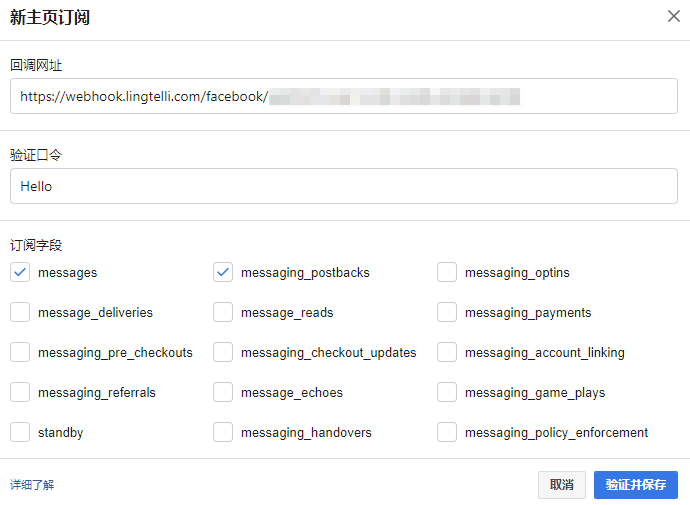 新主页订阅
回调网址
https://webhook.lingtelli.com/facebook/
验证口令
Hello
订阅字段
messages messaging_postbacks messaging_optins
message_deliveries message_reads messaging_payments
messaging_pre_checkouts messaging_checkout_updates messaging_account_linking
messaging_referrals message_echoes messaging_game_plays
standby messaging_handovers messaging_policy_enforcement
详细了解 取消 验证并保存